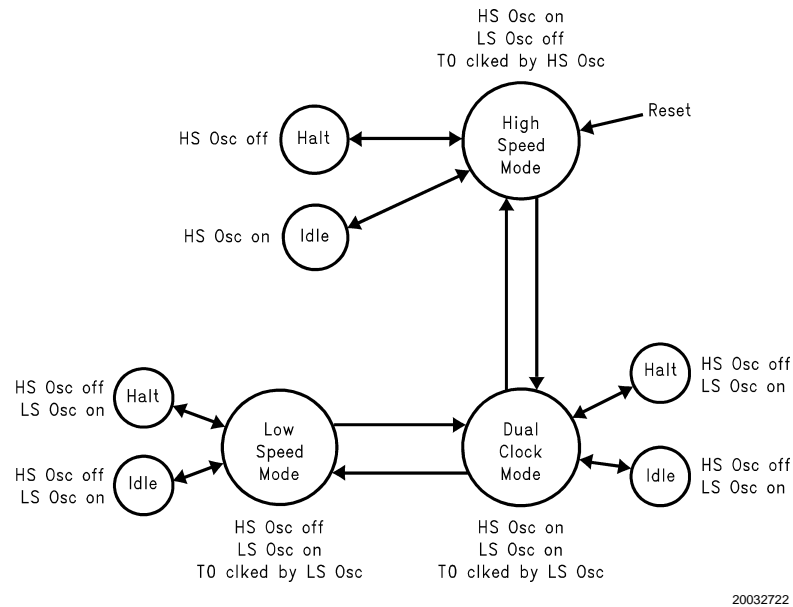 HS Osc on
LS Osc off
T0 clked by HS Osc
Reset
High
Speed
Mode
HS Osc off
Halt
HS Osc on
Idle
HS Osc off
LS Osc on
Halt
HS Osc off
LS Osc on
Idle
Low
Speed
Mode
HS Osc off
LS Osc on
T0 clked by LS Osc
Dual
Clock
Mode
HS Osc on
LS Osc on
T0 clked by LS Osc
Halt
HS Osc off
LS Osc on
Idle
HS Osc off
LS Osc on
20032722